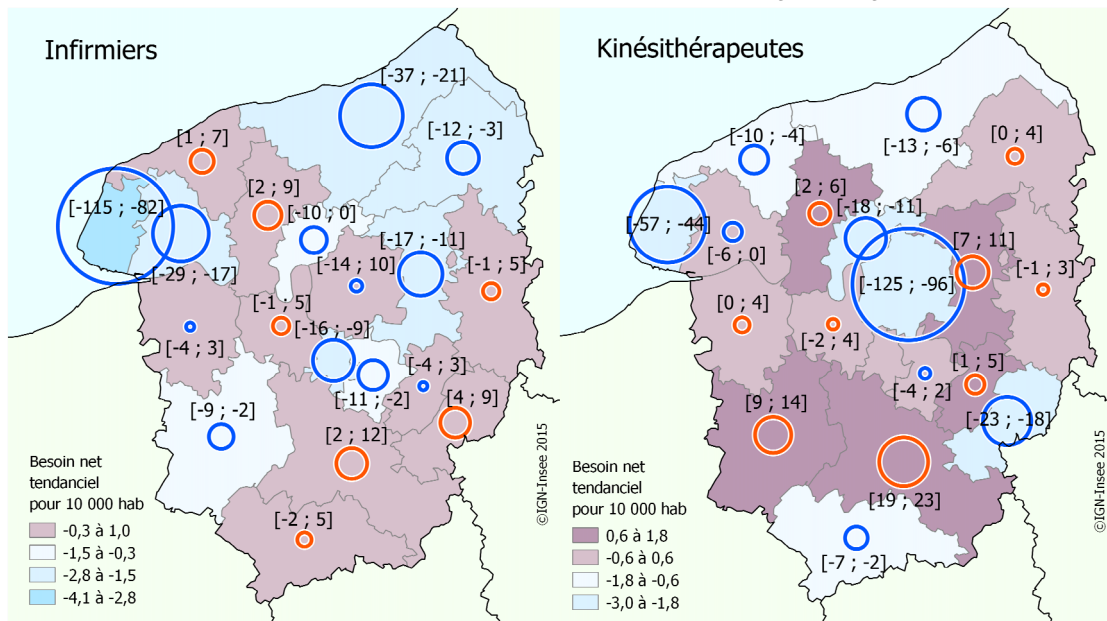 Infirmiers
[-37 ; -21]
[-12 ; -3]
[1 ; 7]
[2 ; 9]
[-115 ; -82]
[-10 ; 0]
[-17 ; -11]
[-29 ; -17]
[-14 ; 10]
[-1 ; 5]
[-1 ; 5]
[-16 ; -9]
[-4 ; 3]
[-4 ; 3]
[-11 ; -2]
[4 ; 9]
[-9 ; -2]
[2 ; 12]
[-2 ; 5]
Besoin net
tendanciel
pour 10 000 hab
-0,3 à 1,0
-1,5 à -0,3
-2,8 à -1,5
-4,1 à -2,8
©IGN-Insee 2015
Kinésithérapeutes
[-10 ; -4]
[-13 ; -6]
[0 ; 4]
[2 ; 6]
[-18 ; -11]
[-57 ; -44]
[-6 ; 0]
[7 ; 11]
[-125 ; -96]
[-1 ; 3]
[0 ; 4]
[-2 ; 4]
[-4 ; 2]
[1 ; 5]
[9 ; 14]
[-23 ; -18]
[19 ; 23]
[-7 ; -2]
Besoin net
tendanciel
pour 10 000 hab
0,6 à 1,8
-0,6 à 0,6
-1,8 à -0,6
-3,0 à -1,8
©IGN-Insee 2015